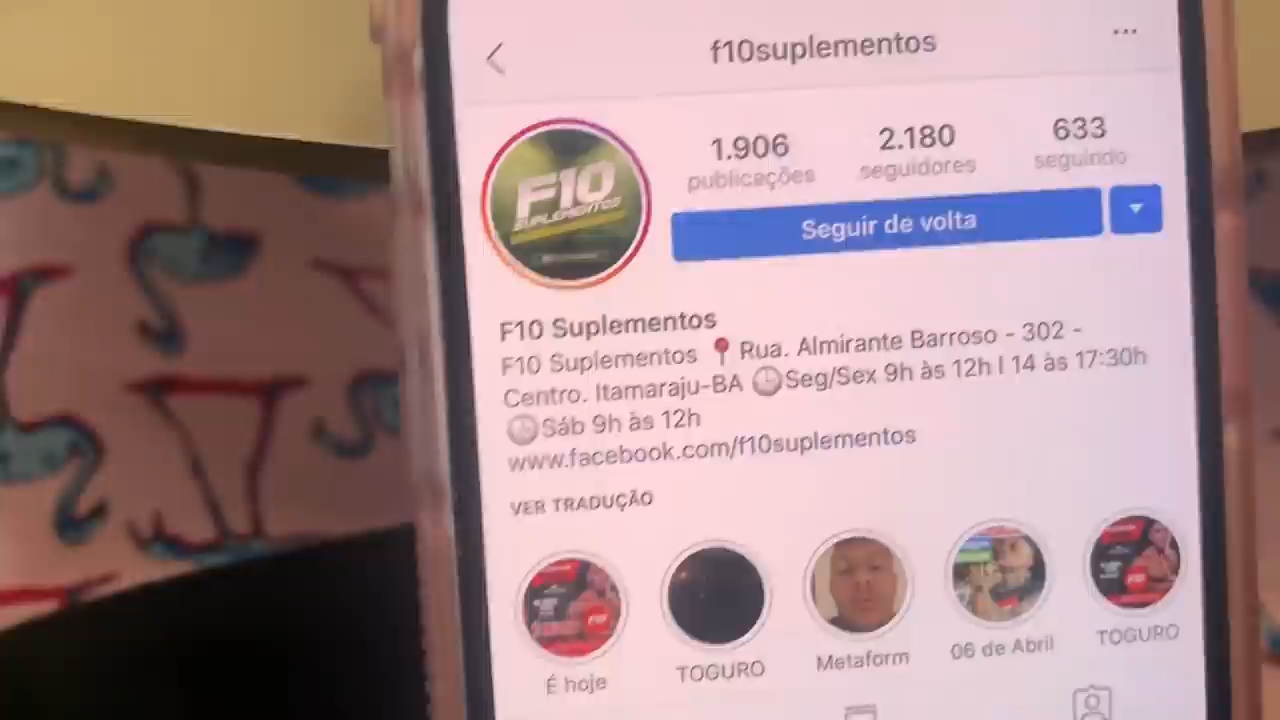 f10suplementos
1.906
2.180
633
publicações
seguidores
seguindo
F10
SUPLEMENTOS
Seguir de volta
F10 Suplementos
F10 Suplementos 📍 Rua. Almirante Barroso - 302 -
Centro. Itamaraju-BA 🕒Seg/Sex 9h às 12h I 14 às 17:30h
🕒Sáb 9h às 12h
www.facebook.com/f10suplementos
VER TRADUÇÃO
É hoje
TOGURO
Metaform
06 de Abril
TOGURO